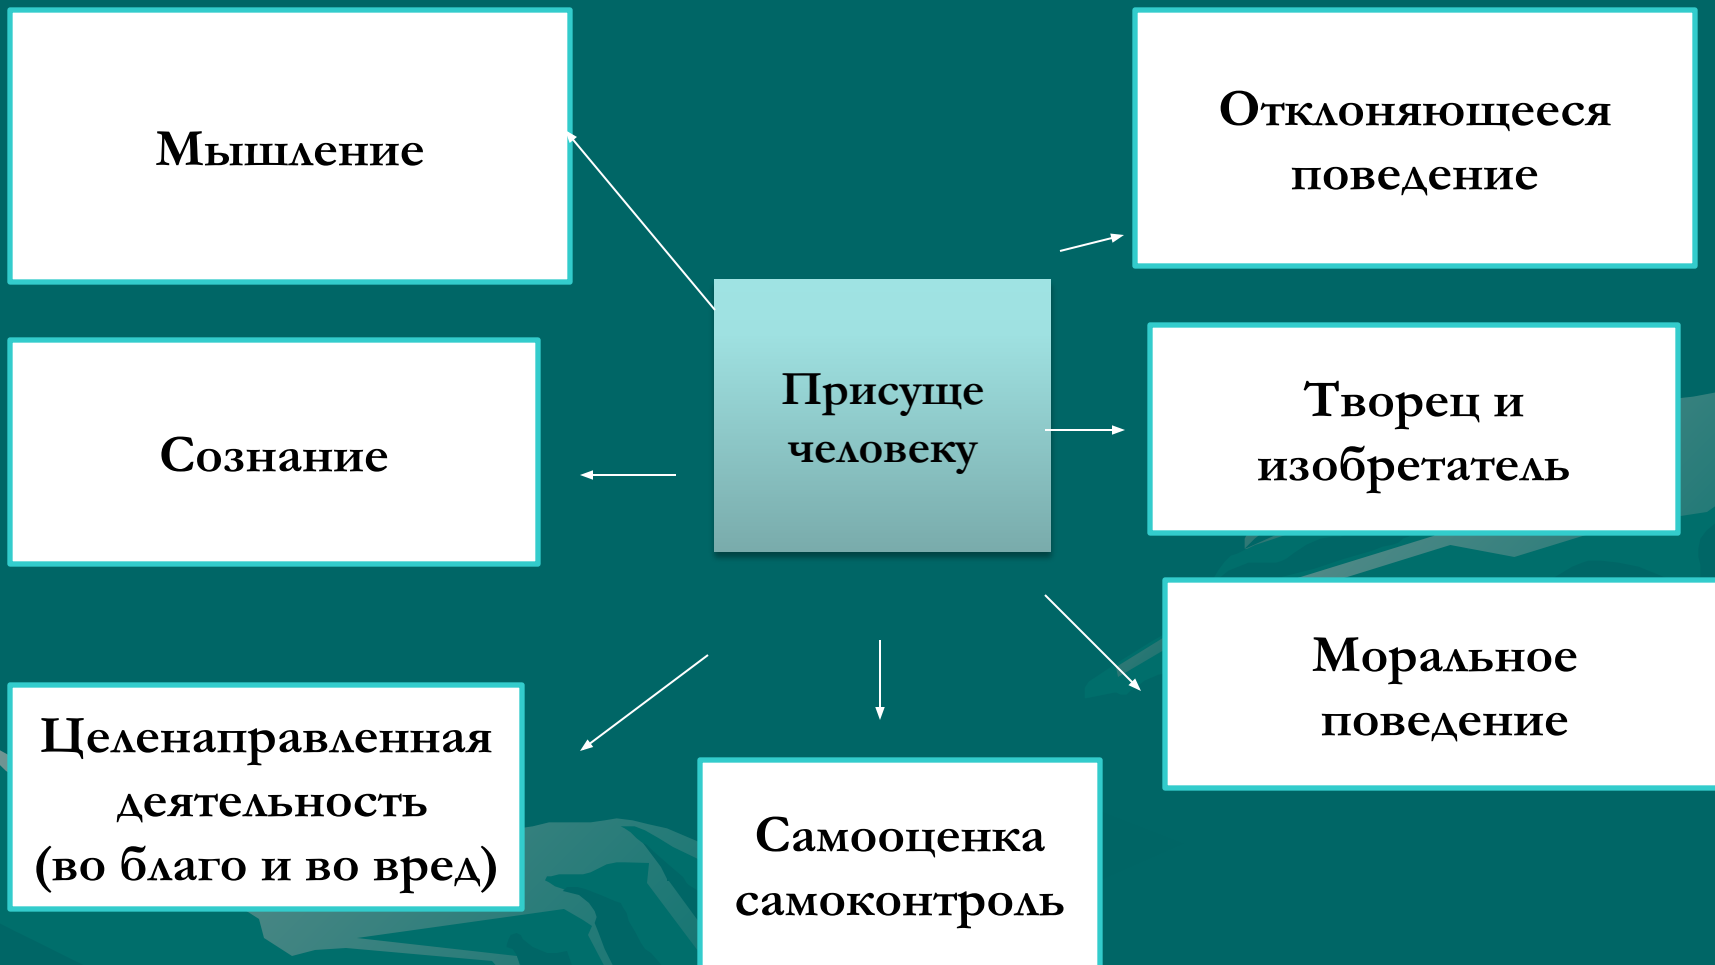 Мышление
Отклоняющееся
поведение
Присуще
человеку
Сознание
Творец и
изобретатель
Моральное
поведение
Целенаправленная
деятельность
(во благо и во вред)
Самооценка
самоконтроль